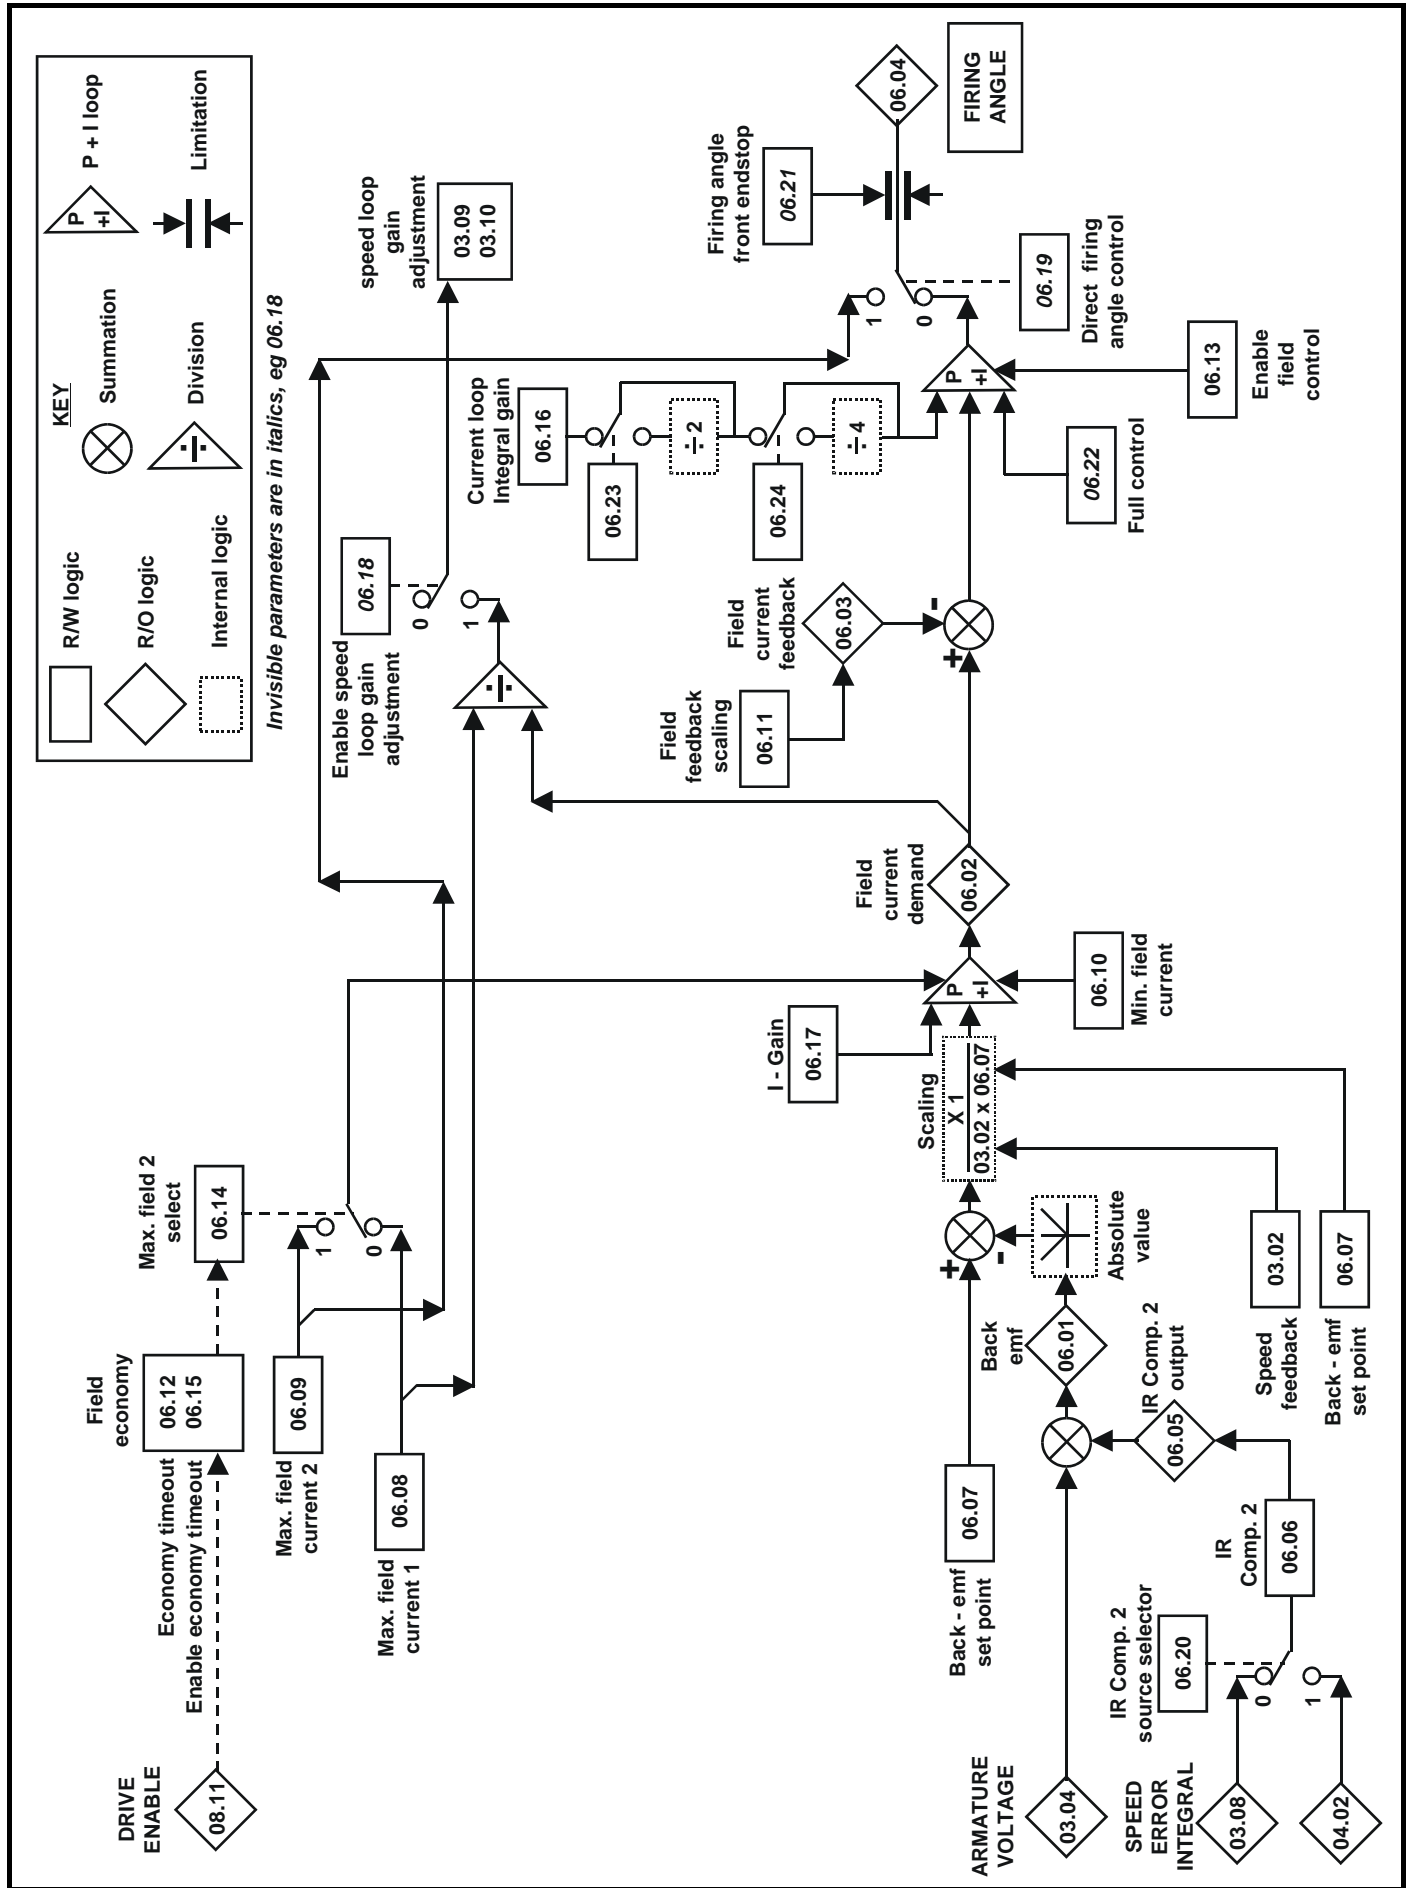 KEY
R/W logic
Summation
P
+I
P + I loop
R/O logic
÷
Division
Limitation
Internal logic
Invisible parameters are in italics, eg 06.18
DRIVE
ENABLE
08.11
Economy timeout
Enable economy timeout
Field
economy
06.12
06.15
Max. field 2
select
06.14
Max. field
current 2
06.09
Max. field
current 1
06.08
1
0
Enable speed
loop gain
adjustment
06.18
0
1
÷
speed loop
gain
adjustment
03.09
03.10
Current loop
Integral gain
06.16
06.23
÷ 2
06.24
÷ 4
Field
feedback
scaling
06.11
Field
current
feedback
06.03
Firing angle
front endstop
06.21
06.04
FIRING
ANGLE
1
0
06.19
Direct firing
angle control
I - Gain
06.17
Field
current
demand
06.02
+
-
P
+I
06.22
Full control
06.13
Enable
field
control
Back - emf
set point
06.07
+
-
Scaling
X 1
03.02 x 06.07
P
+I
06.10
Min. field
current
Back
emf
06.01
Absolute
value
ARMATURE
VOLTAGE
03.04
IR Comp. 2
output
06.05
IR Comp. 2
source selector
06.20
IR
Comp. 2
06.06
SPEED
ERROR
INTEGRAL
03.08
0
1
04.02
Speed
feedback
03.02
Back - emf
set point
06.07